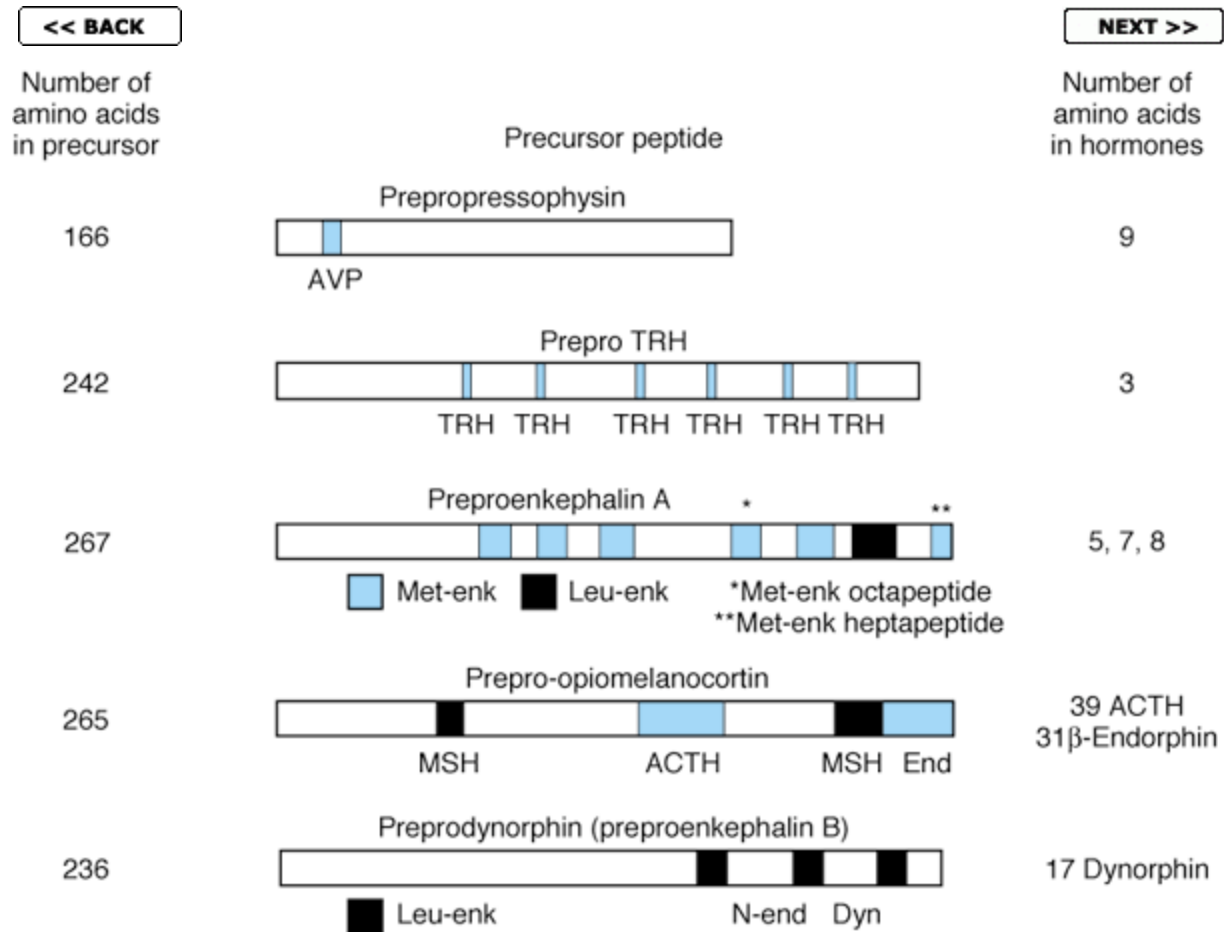 << BACK
NEXT >>
Number of
amino acids
in precursor
Precursor peptide
Number of
amino acids
in hormones
Prepropressophysin
166
9
AVP
Prepro TRH
242
3
TRH TRH TRH TRH TRH TRH
Preproenkephalin A
*
**
267
5, 7, 8
Met-enk
Leu-enk
*Met-enk octapeptide
**Met-enk heptapeptide
Prepro-opiomelanocortin
265
39 ACTH
31β-Endorphin
MSH ACTH MSH End
Preprodynorphin (preproenkephalin B)
236
17 Dynorphin
Leu-enk
N-end Dyn